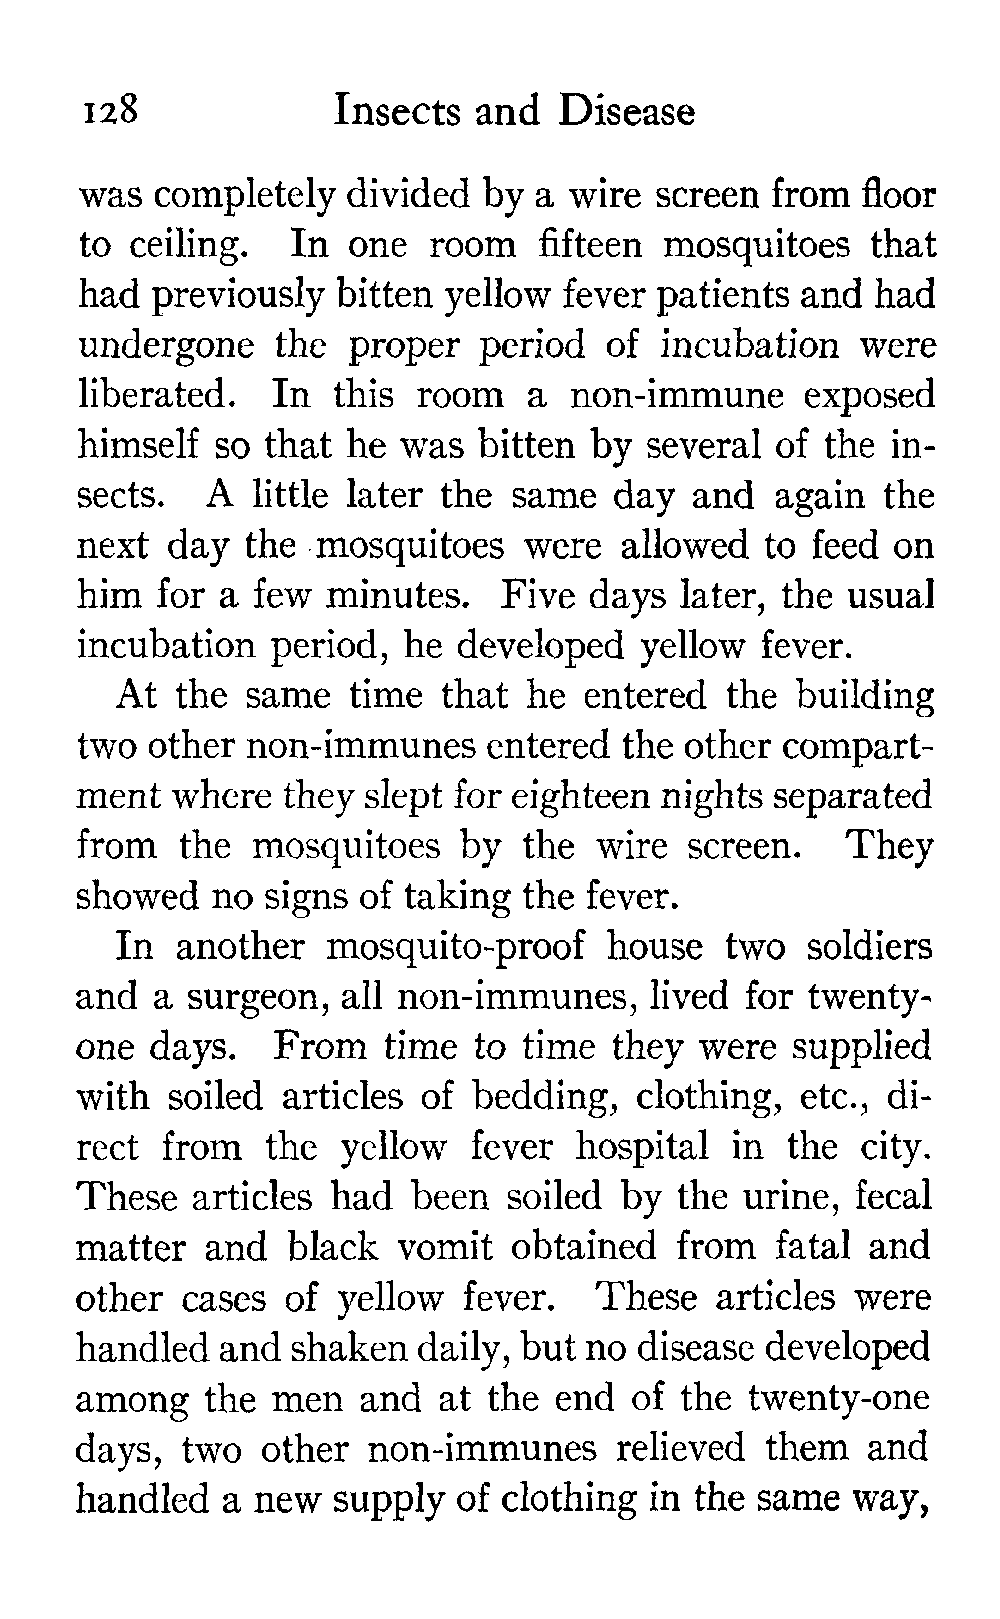 128 Insects and Disease
was completely divided by a wire screen from floor
to ceiling. In one room fifteen mosquitoes that
had previously bitten yellow fever patients and had
undergone the proper period of incubation were
liberated. In this room a non-immune exposed
himself so that he was bitten by several of the in-
sects. A little later the same day and again the
next day the mosquitoes were allowed to feed on
him for a few minutes. Five days later, the usual
incubation period, he developed yellow fever.
At the same time that he entered the building
two other non-immunes entered the other compart-
ment where they slept for eighteen nights separated
from the mosquitoes by the wire screen. They
showed no signs of taking the fever.
In another mosquito-proof house two soldiers
and a surgeon, all non-immunes, lived for twenty-
one days. From time to time they were supplied
with soiled articles of bedding, clothing, etc., di-
rect from the yellow fever hospital in the city.
These articles had been soiled by the urine, fecal
matter and black vomit obtained from fatal and
other cases of yellow fever. These articles were
handled and shaken daily, but no disease developed
among the men and at the end of the twenty-one
days, two other non-immunes relieved them and
handled a new supply of clothing in the same way,